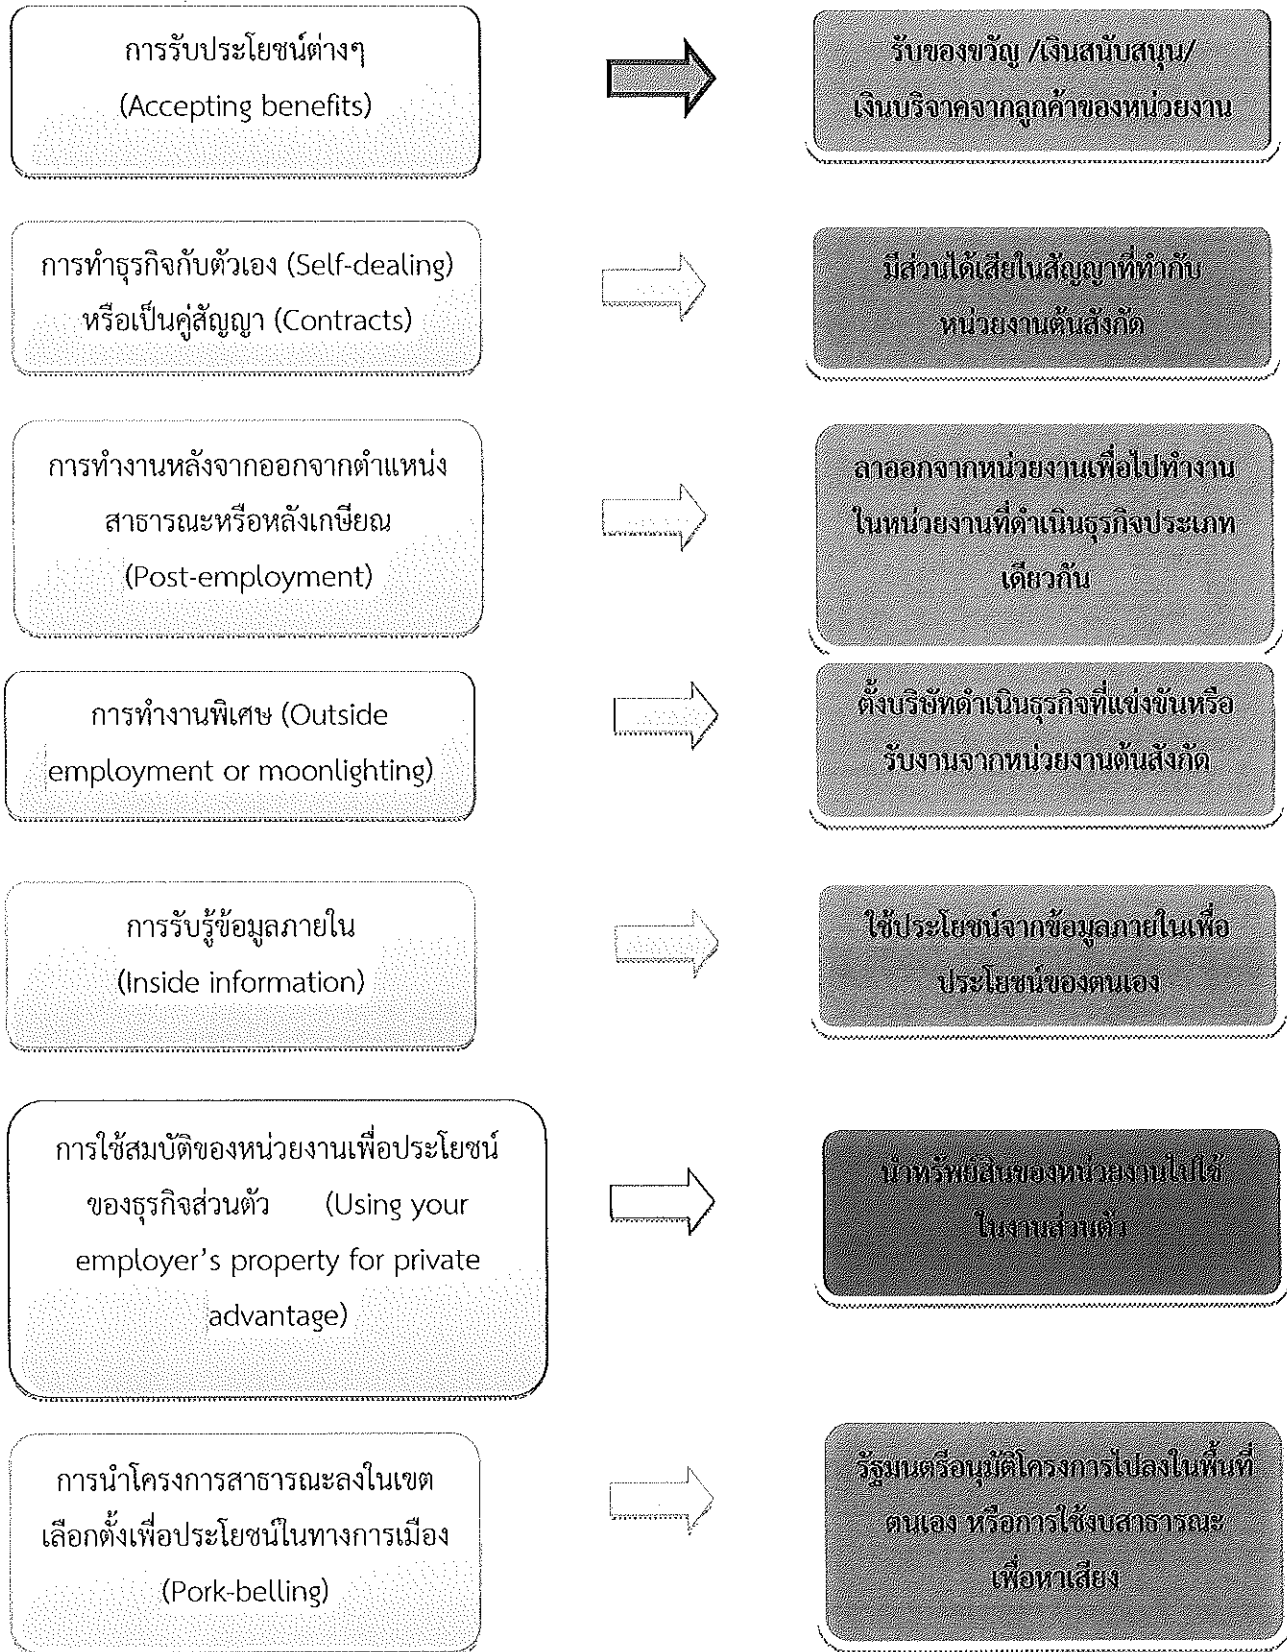 การรับประโยชน์ต่างๆ
(Accepting benefits)
รับของขวัญ /เงินสนับสนุน/
เงินบริจาคจากลูกค้าของหน่วยงาน
การทำธุรกิจกับตัวเอง (Self-dealing)
หรือเป็นคู่สัญญา (Contracts)
มีส่วนได้เสียในสัญญาที่ทำกับ
หน่วยงานต้นสังกัด
การทำงานหลังจากออกจากตำแหน่ง
สาธารณะหรือหลังเกษียณ
(Post-employment)
ลาออกจากหน่วยงานเพื่อไปทำงาน
ในหน่วยงานที่ดำเนินธุรกิจประเภท
เดียวกัน
การทำงานพิเศษ (Outside
employment or moonlighting)
ตั้งบริษัทดำเนินธุรกิจที่แข่งขันหรือ
รับงานจากหน่วยงานต้นสังกัด
การรับรู้ข้อมูลภายใน
(Inside information)
ใช้ประโยชน์จากข้อมูลภายในเพื่อ
ประโยชน์ของตนเอง
การใช้สมบัติของหน่วยงานเพื่อประโยชน์
ของธุรกิจส่วนตัว (Using your
employer's property for private
advantage)
นำทรัพย์สินของหน่วยงานไปใช้
ในงานส่วนตัว
การนำโครงการสาธารณะลงในเขต
เลือกตั้งเพื่อประโยชน์ในทางการเมือง
(Pork-belling)
รัฐมนตรีอนุมัติโครงการไปลงในพื้นที่
ตนเอง หรือการใช้งบสาธารณะ
เพื่อหาเสียง